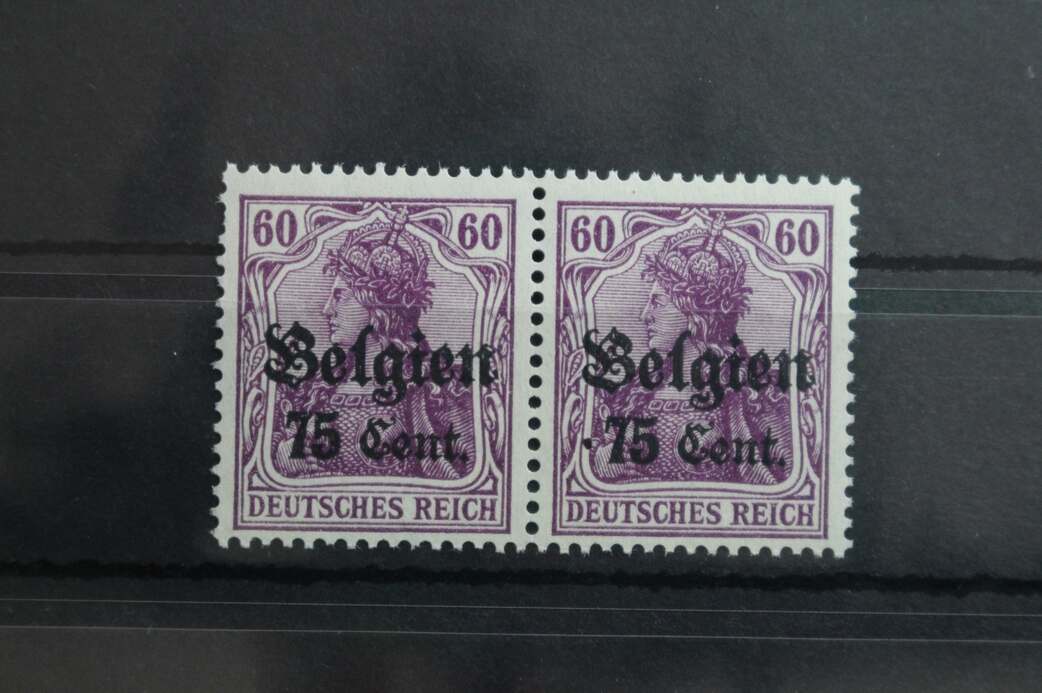 60 60
Belgien
75 Cent.
DEUTSCHES REICH
60 60
Belgien
75 Cent.
DEUTSCHES REICH